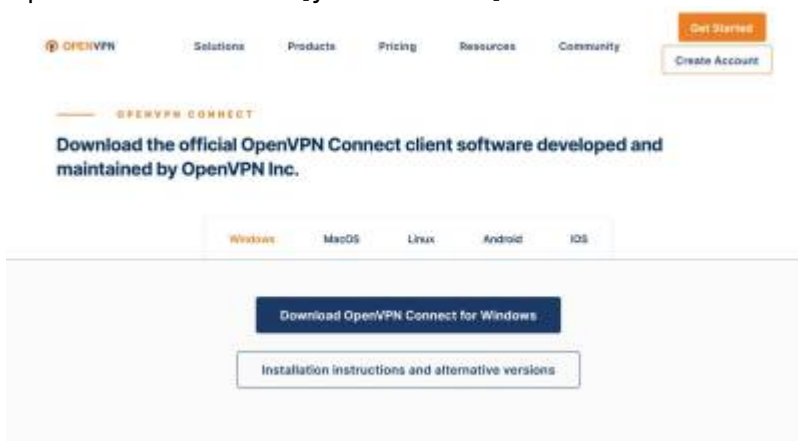 OPENVPN
Solutions Products Pricing Resources Community
Get Started
Create Account
OPENVPN CONNECT
Download the official OpenVPN Connect client software developed and
maintained by OpenVPN Inc.
Windows MacOS Linux Android IOS
Download OpenVPN Connect for Windows
Installation instructions and alternative versions